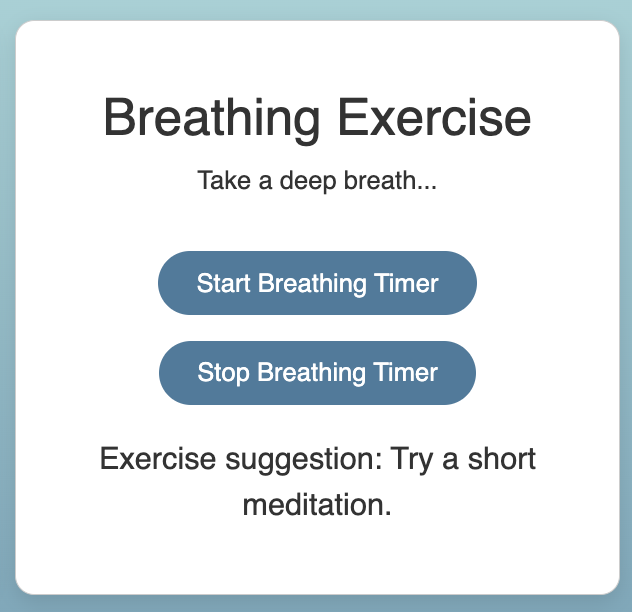 Breathing Exercise
Take a deep breath...
Start Breathing Timer
Stop Breathing Timer
Exercise suggestion: Try a short
meditation.